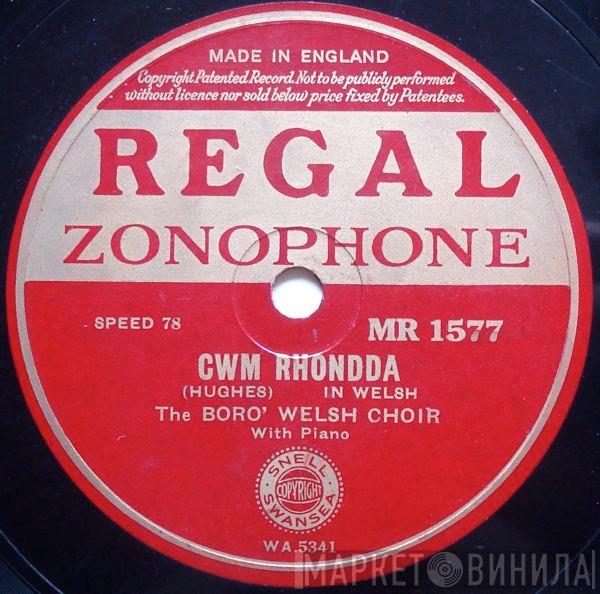 MADE IN ENGLAND
Copyright Patented Record. Not to be publicly performed
without licence nor sold below price fixed by Patentees.
REGAL
ZONOPHONE
SPEED 78
MR 1577
CWM RHONDDA
(HUGHES) IN WELSH
The BORO' WELSH CHOIR
With Piano
SNELL
COPYRIGHT
SWANSEA
WA.5341
МАРКЕТ ВИНИЛА